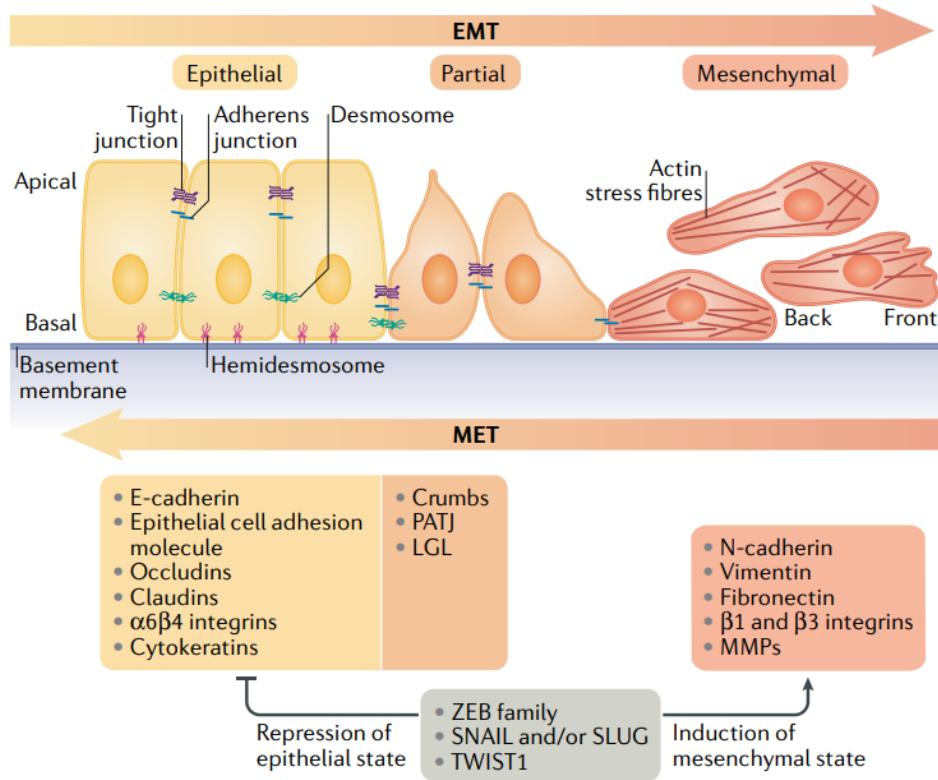 EMT
Epithelial
Partial
Mesenchymal
Tight
junction
Adherens
junction
Desmosome
Apical
Actin
stress fibres
Basal
Back
Front
Basement
membrane
Hemidesmosome
MET
• E-cadherin
• Epithelial cell adhesion
molecule
• Occludins
• Claudins
• α6β4 integrins
• Cytokeratins
• Crumbs
• PATJ
• LGL
• N-cadherin
• Vimentin
• Fibronectin
• β1 and β3 integrins
• MMPs
Repression of
epithelial state
• ZEB family
• SNAIL and/or SLUG
• TWIST1
Induction of
mesenchymal state